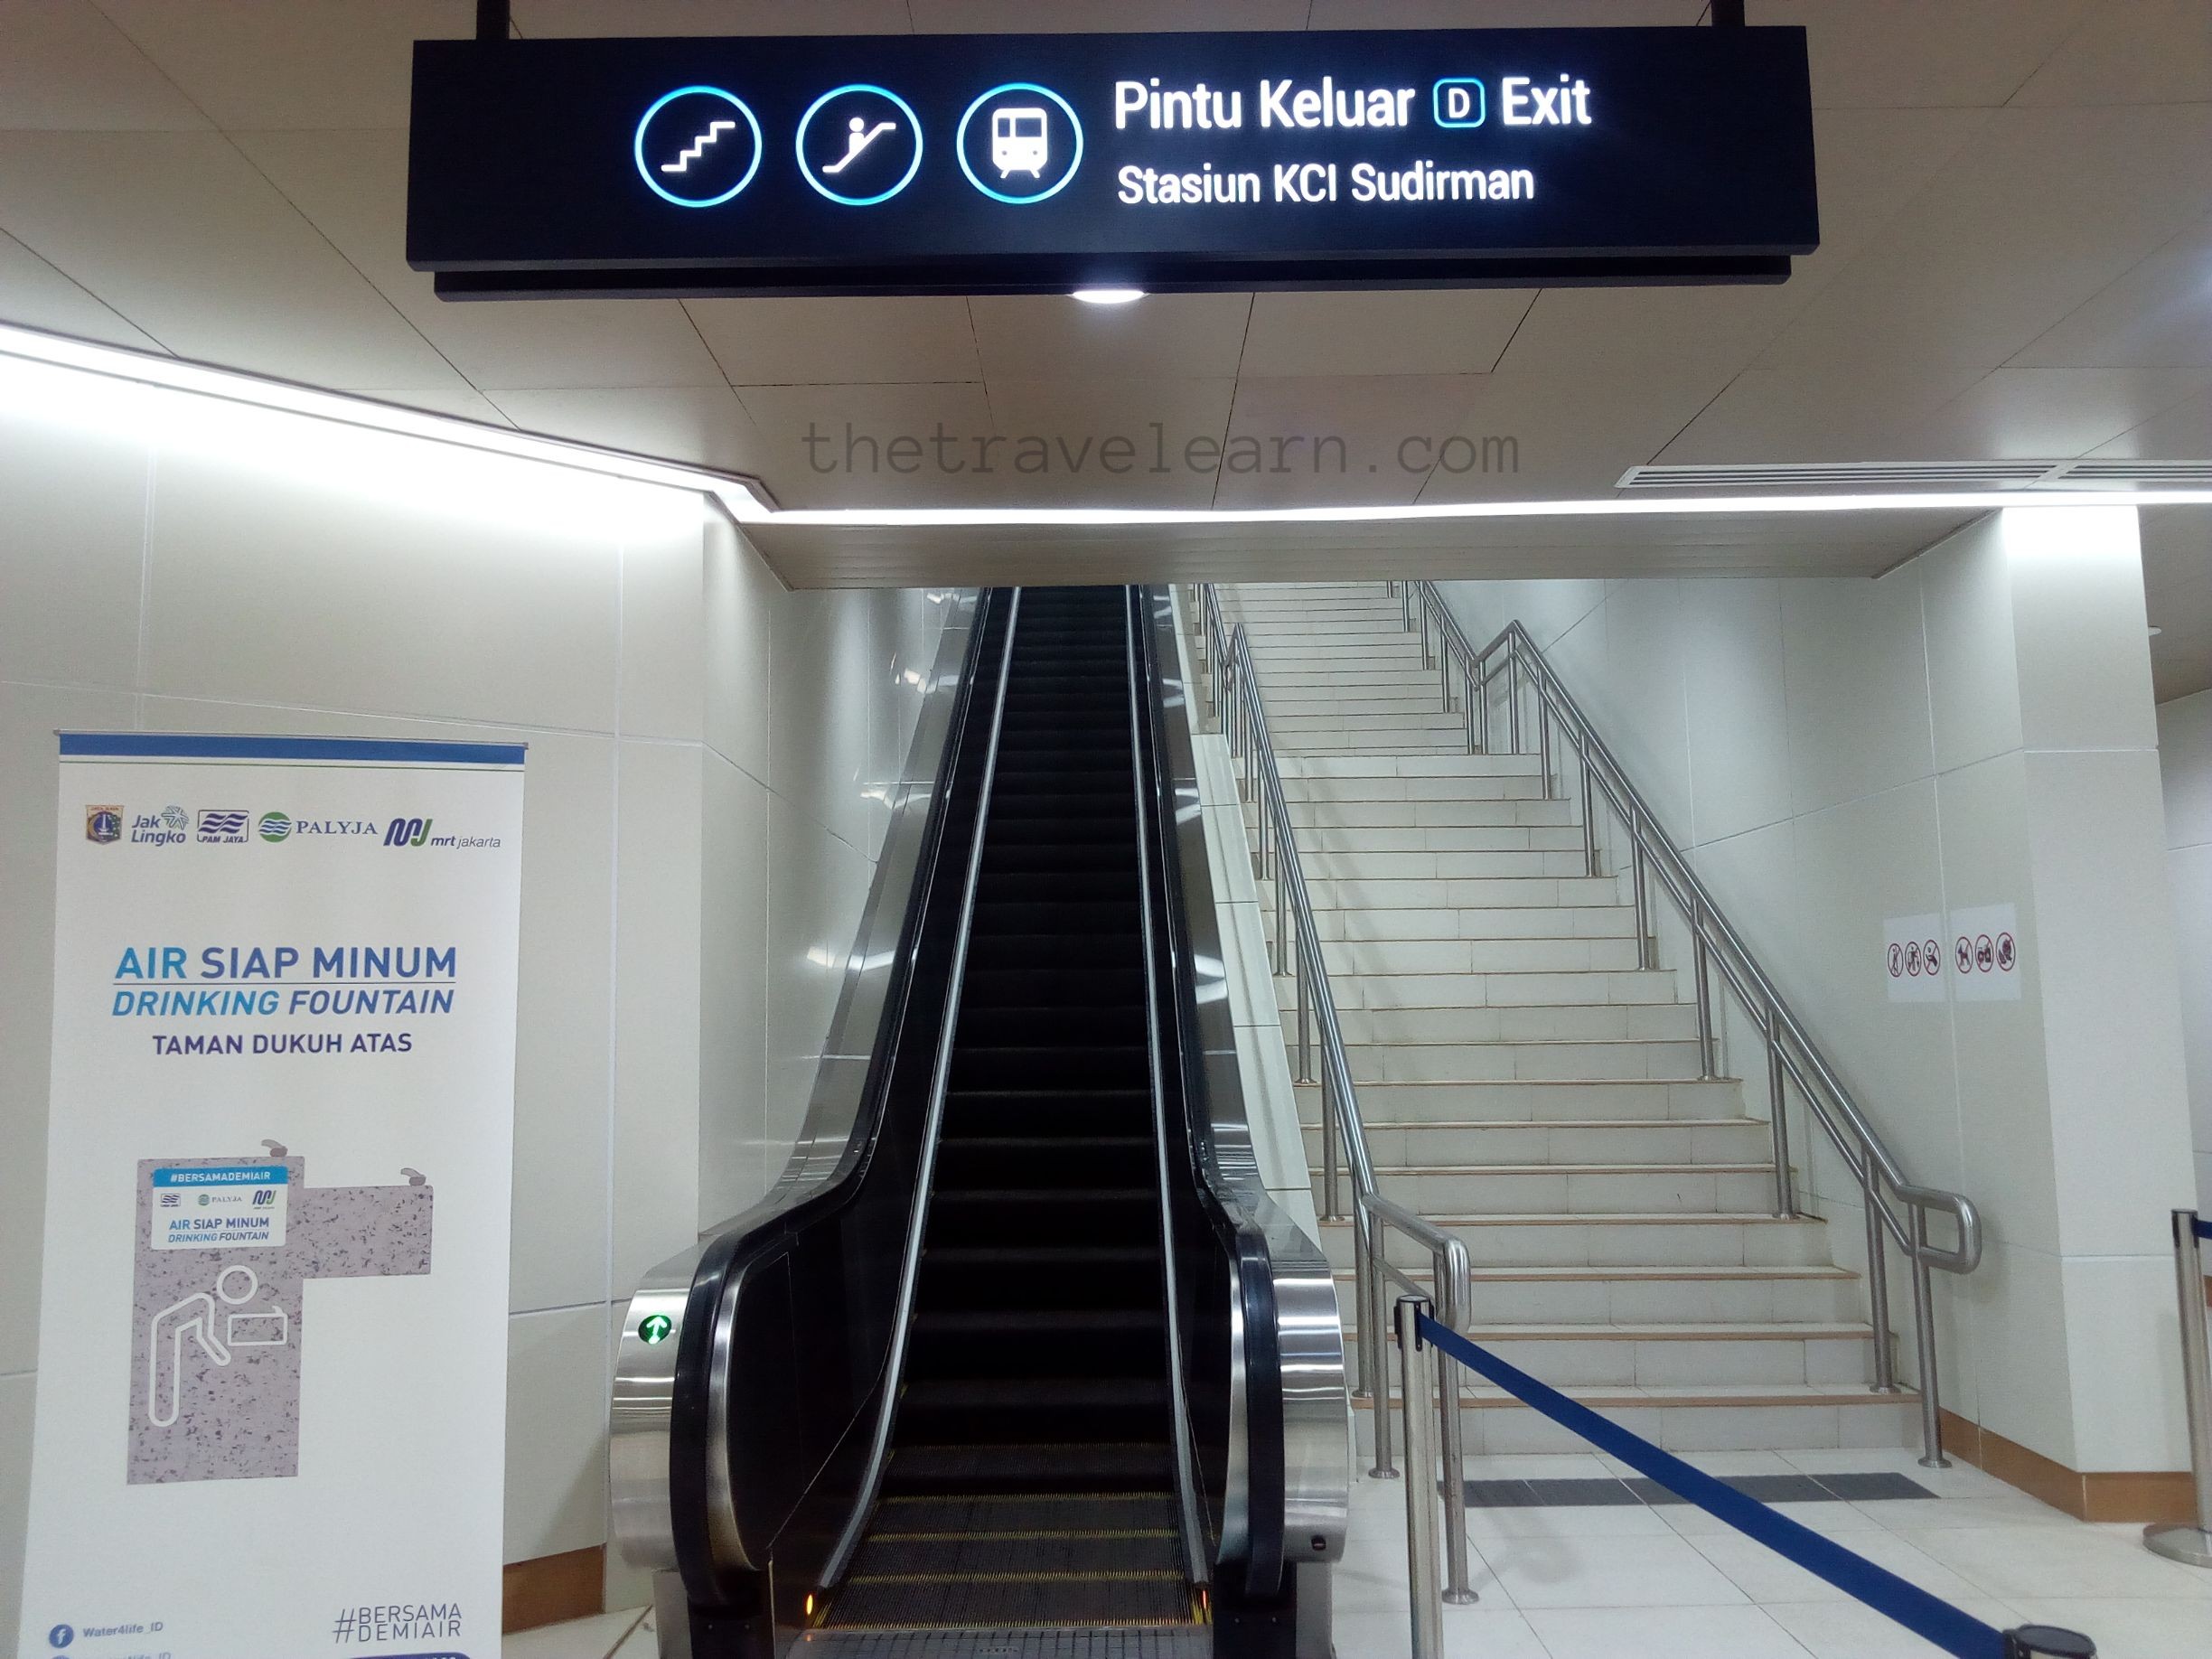 Pintu Keluar D Exit
Stasiun KCI Sudirman
thetravelearn.com
Jak Lingko
PAM JAYA
PALYJA
mrt jakarta
AIR SIAP MINUM
DRINKING FOUNTAIN
TAMAN DUKUH ATAS
#BERSAMADEMIAIR
PALYJA
AIR SIAP MINUM
DRINKING FOUNTAIN
Water4life_ID
#BERSAMA
DEMIAIR